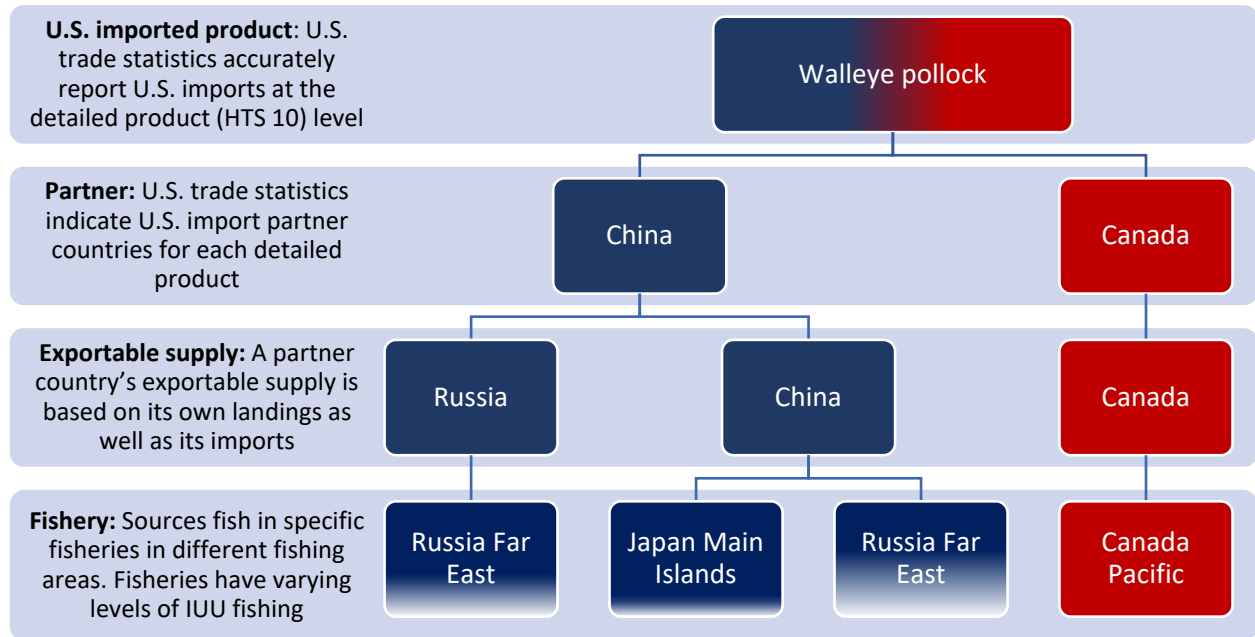 U.S. imported product: U.S.
trade statistics accurately
report U.S. imports at the
detailed product (HTS 10) level
Walleye pollock
Partner: U.S. trade statistics
indicate U.S. import partner
countries for each detailed
product
China
Canada
Exportable supply: A partner
country’s exportable supply is
based on its own landings as
well as its imports
Russia
China
Canada
Fishery: Sources fish in specific
fisheries in different fishing
areas. Fisheries have varying
levels of IUU fishing
Russia Far
East
Japan Main
Islands
Russia Far
East
Canada
Pacific